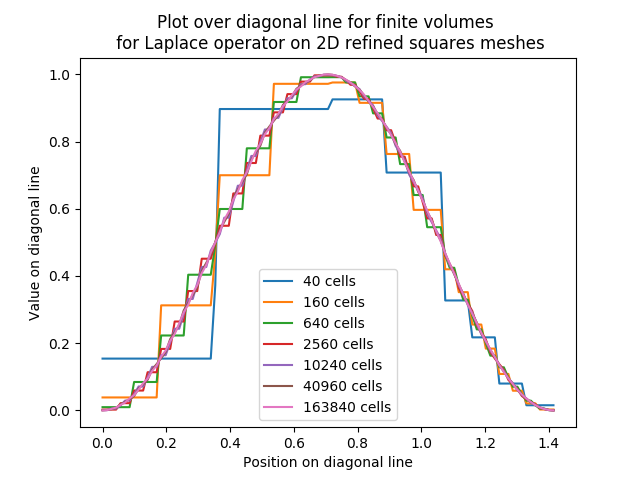 Plot over diagonal line for finite volumes
for Laplace operator on 2D refined squares meshes
1.0
0.8
0.6
0.4
0.2
0.0
Value on diagonal line
40 cells
160 cells
640 cells
2560 cells
10240 cells
40960 cells
163840 cells
0.0 0.2 0.4 0.6 0.8 1.0 1.2 1.4
Position on diagonal line